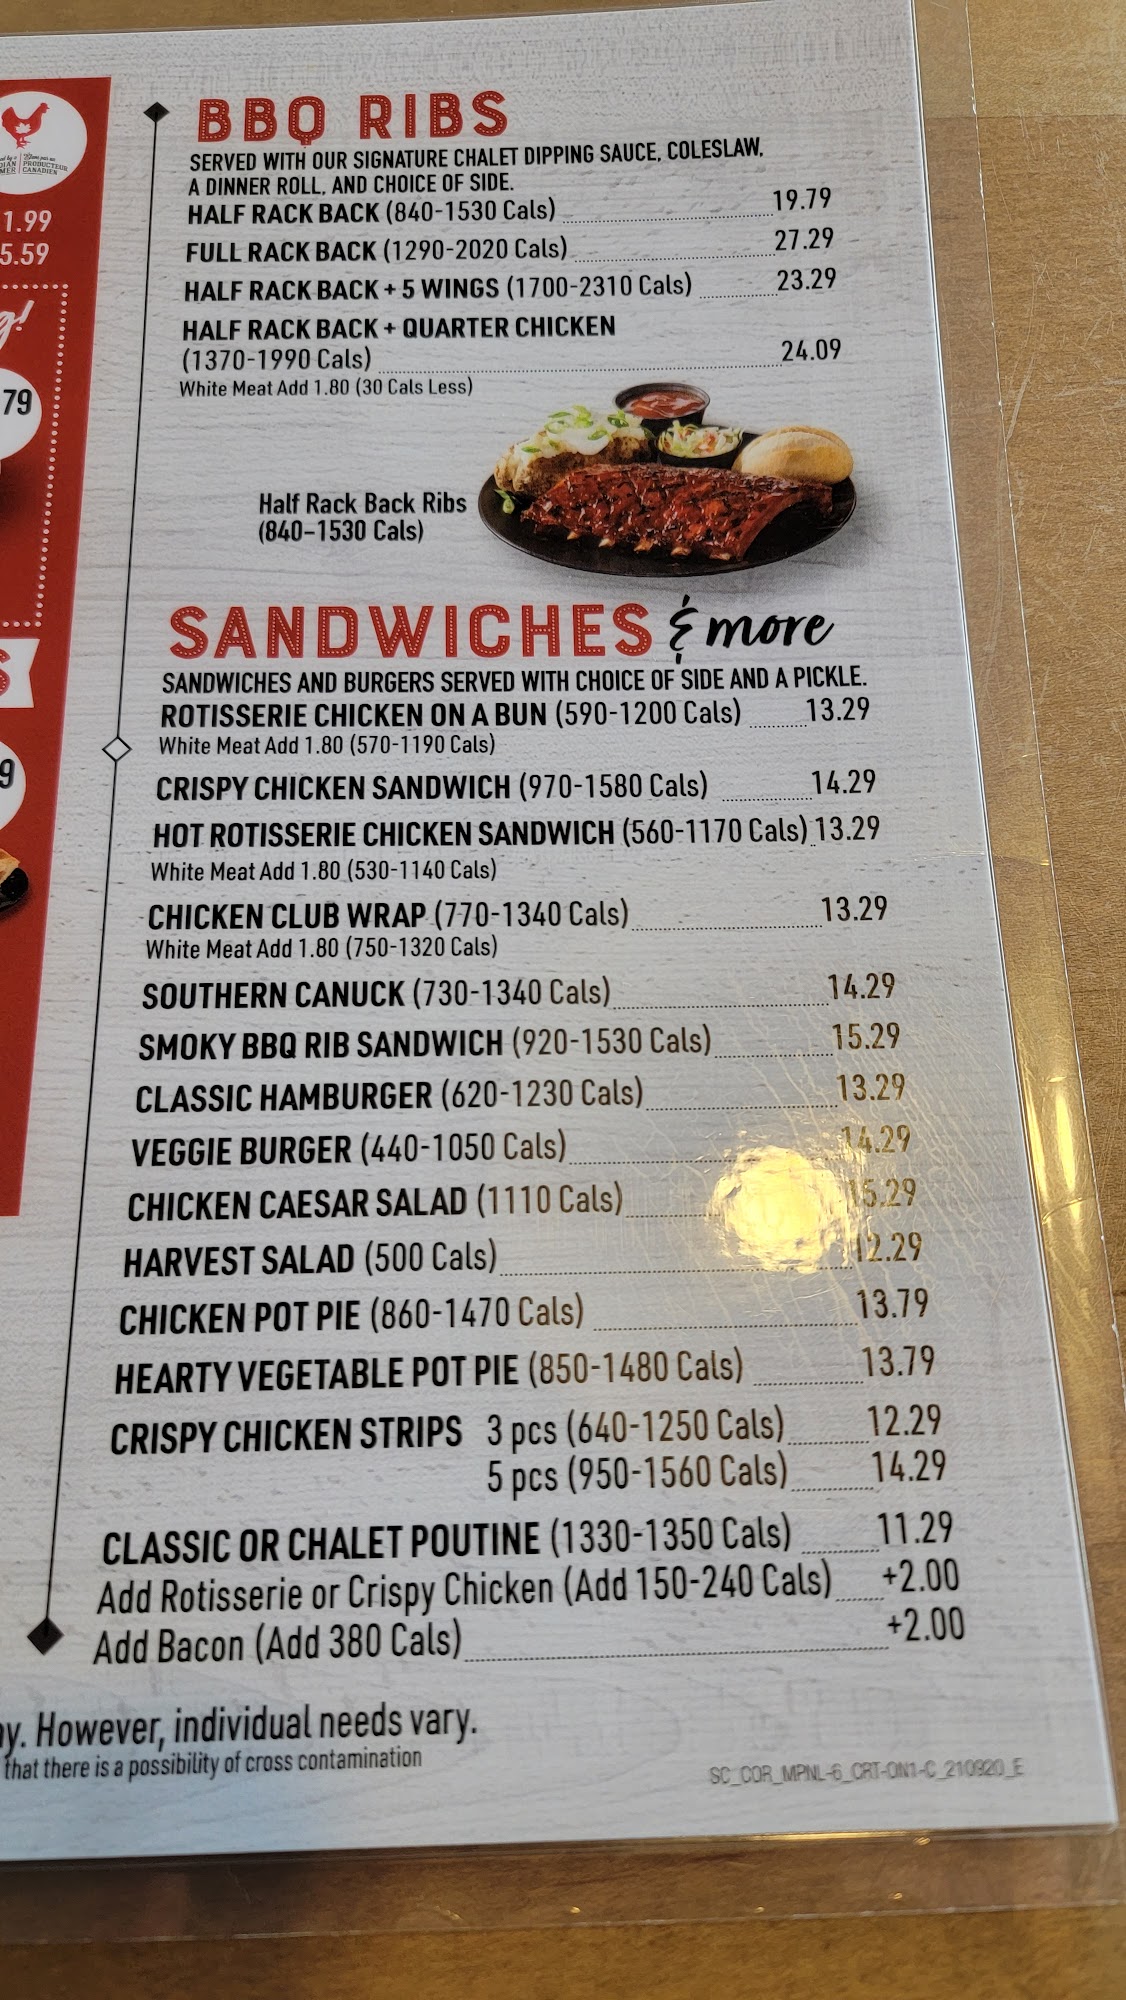 PRODUCTEUR
CANADIEN
1.99
5.59
79
9
BBQ RIBS
SERVED WITH OUR SIGNATURE CHALET DIPPING SAUCE, COLESLAW,
A DINNER ROLL, AND CHOICE OF SIDE.
HALF RACK BACK (840-1530 Cals) 19.79
FULL RACK BACK (1290-2020 Cals) 27.29
HALF RACK BACK + 5 WINGS (1700-2310 Cals) 23.29
HALF RACK BACK + QUARTER CHICKEN
(1370-1990 Cals) 24.09
White Meat Add 1.80 (30 Cals Less)
Half Rack Back Ribs
(840-1530 Cals)
SANDWICHES & more
SANDWICHES AND BURGERS SERVED WITH CHOICE OF SIDE AND A PICKLE.
ROTISSERIE CHICKEN ON A BUN (590-1200 Cals) 13.29
White Meat Add 1.80 (570-1190 Cals)
CRISPY CHICKEN SANDWICH (970-1580 Cals) 14.29
HOT ROTISSERIE CHICKEN SANDWICH (560-1170 Cals) 13.29
White Meat Add 1.80 (530-1140 Cals)
CHICKEN CLUB WRAP (770-1340 Cals) 13.29
White Meat Add 1.80 (750-1320 Cals)
SOUTHERN CANUCK (730-1340 Cals) 14.29
SMOKY BBQ RIB SANDWICH (920-1530 Cals) 15.29
CLASSIC HAMBURGER (620-1230 Cals) 13.29
VEGGIE BURGER (440-1050 Cals) 14.29
CHICKEN CAESAR SALAD (1110 Cals) 15.29
HARVEST SALAD (500 Cals) 12.29
CHICKEN POT PIE (860-1470 Cals) 13.79
HEARTY VEGETABLE POT PIE (850-1480 Cals) 13.79
CRISPY CHICKEN STRIPS 3 pcs (640-1250 Cals) 12.29
5 pcs (950-1560 Cals) 14.29
CLASSIC OR CHALET POUTINE (1330-1350 Cals) 11.29
Add Rotisserie or Crispy Chicken (Add 150-240 Cals) +2.00
Add Bacon (Add 380 Cals) +2.00
However, individual needs vary.
that there is a possibility of cross contamination
SC_COR_MPNL-6_CRT-ON1-C_210920_E